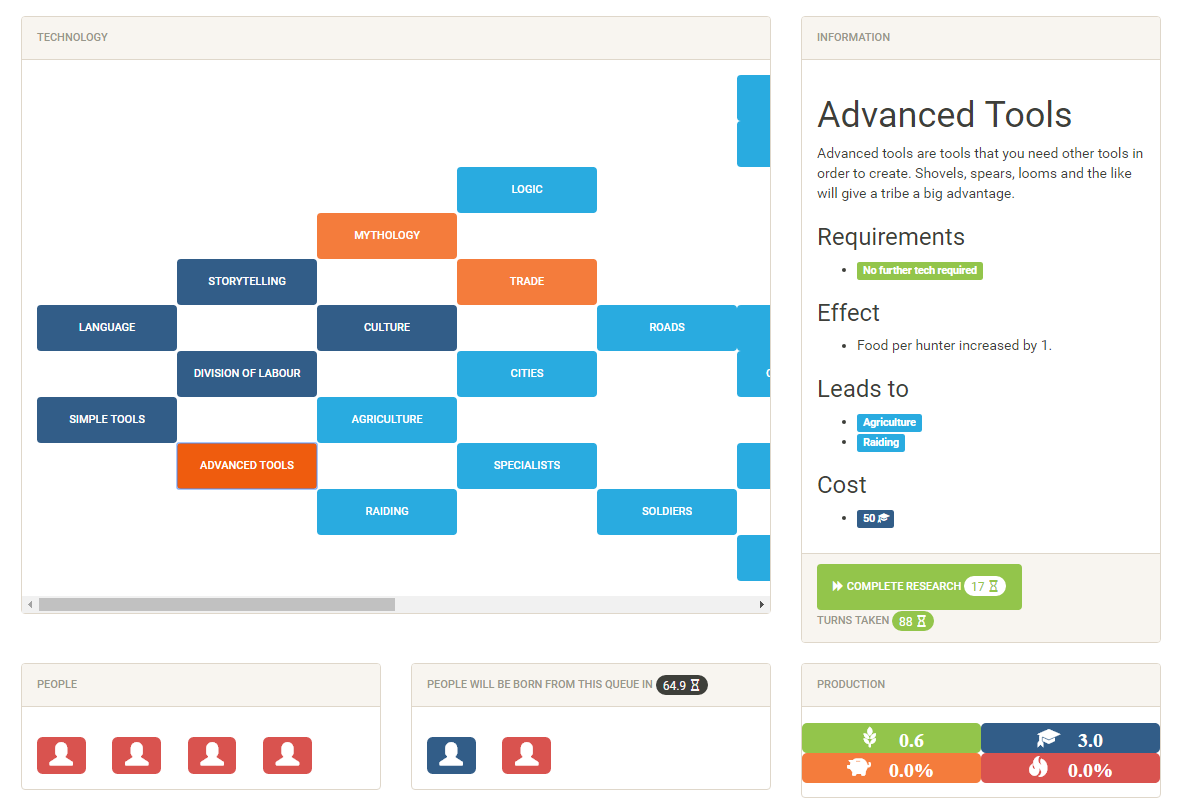 TECHNOLOGY
LOGIC
MYTHOLOGY
STORYTELLING
TRADE
LANGUAGE
CULTURE
ROADS
DIVISION OF LABOUR
CITIES
SIMPLE TOOLS
AGRICULTURE
ADVANCED TOOLS
SPECIALISTS
RAIDING
SOLDIERS
INFORMATION
Advanced Tools
Advanced tools are tools that you need other tools in
order to create. Shovels, spears, looms and the like
will give a tribe a big advantage.
Requirements
No further tech required
Effect
Food per hunter increased by 1.
Leads to
Agriculture
Raiding
Cost
50
COMPLETE RESEARCH 17
TURNS TAKEN 88
PEOPLE
PEOPLE WILL BE BORN FROM THIS QUEUE IN 64.9
PRODUCTION
0.6 3.0
0.0% 0.0%